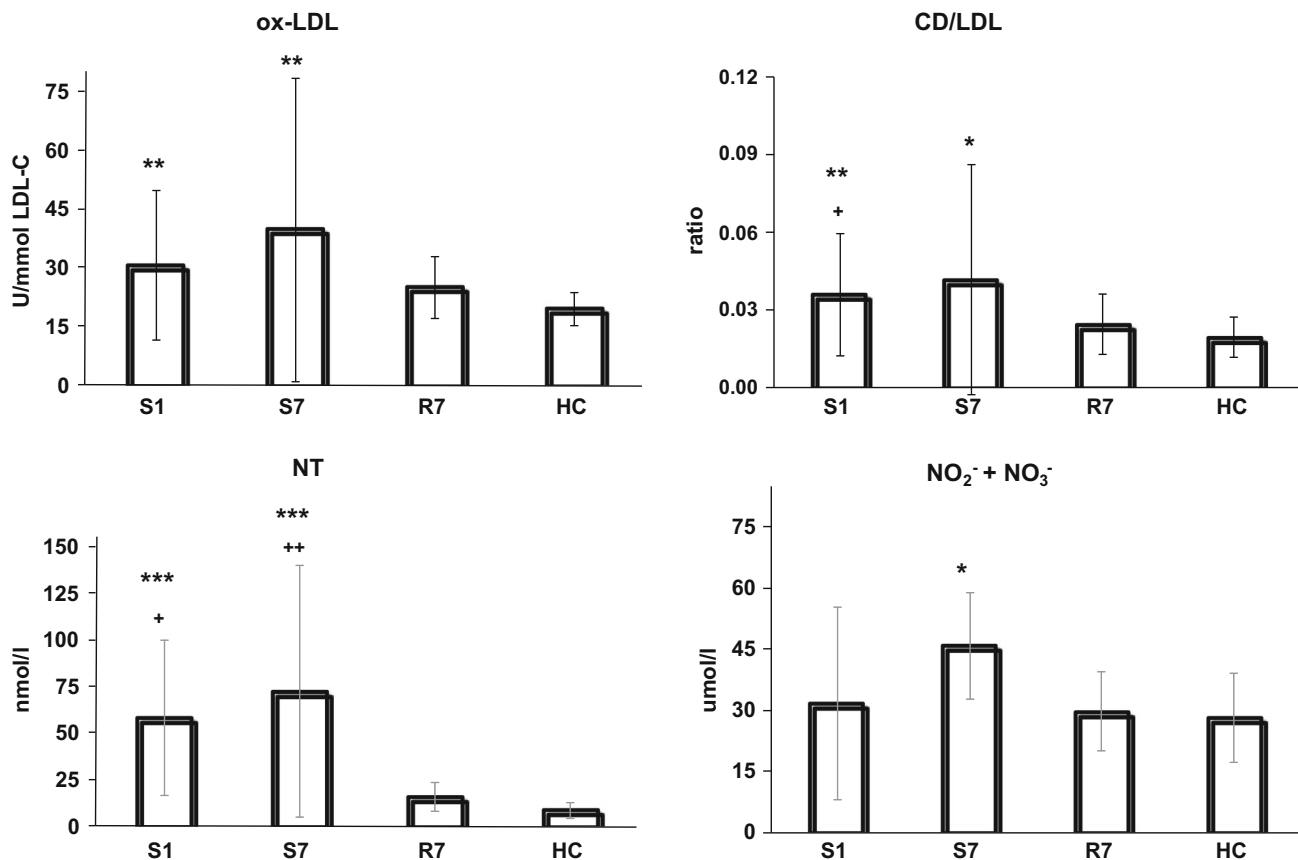 ox-LDL
U/mmol LDL-C
75
60
45
30
15
0
**
**
S1 S7 R7 HC
CD/LDL
ratio
0.12
0.09
0.06
0.03
0.00
**
+
*
S1 S7 R7 HC
NT
nmol/l
150
125
100
75
50
25
0
***
+
***
++
S1 S7 R7 HC
NO₂⁻ + NO₃⁻
umol/l
75
60
45
30
15
0
*
S1 S7 R7 HC